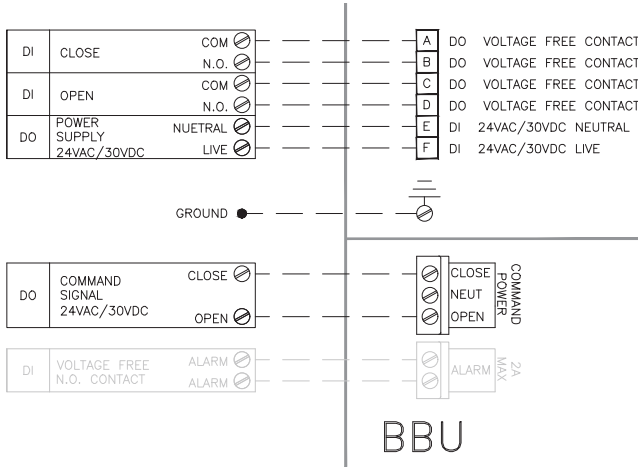 DI CLOSE COM
N.O.
DI OPEN COM
N.O.
DO POWER SUPPLY 24VAC/30VDC NUETRAL
LIVE
A DO VOLTAGE FREE CONTACT
B DO VOLTAGE FREE CONTACT
C DO VOLTAGE FREE CONTACT
D DO VOLTAGE FREE CONTACT
E DI 24VAC/30VDC NEUTRAL
F DI 24VAC/30VDC LIVE
GROUND
DO COMMAND SIGNAL 24VAC/30VDC CLOSE
OPEN
CLOSE
NEUT
OPEN
COMMAND
POWER
DI VOLTAGE FREE N.O. CONTACT ALARM
ALARM
ALARM
2A
MAX
BBU